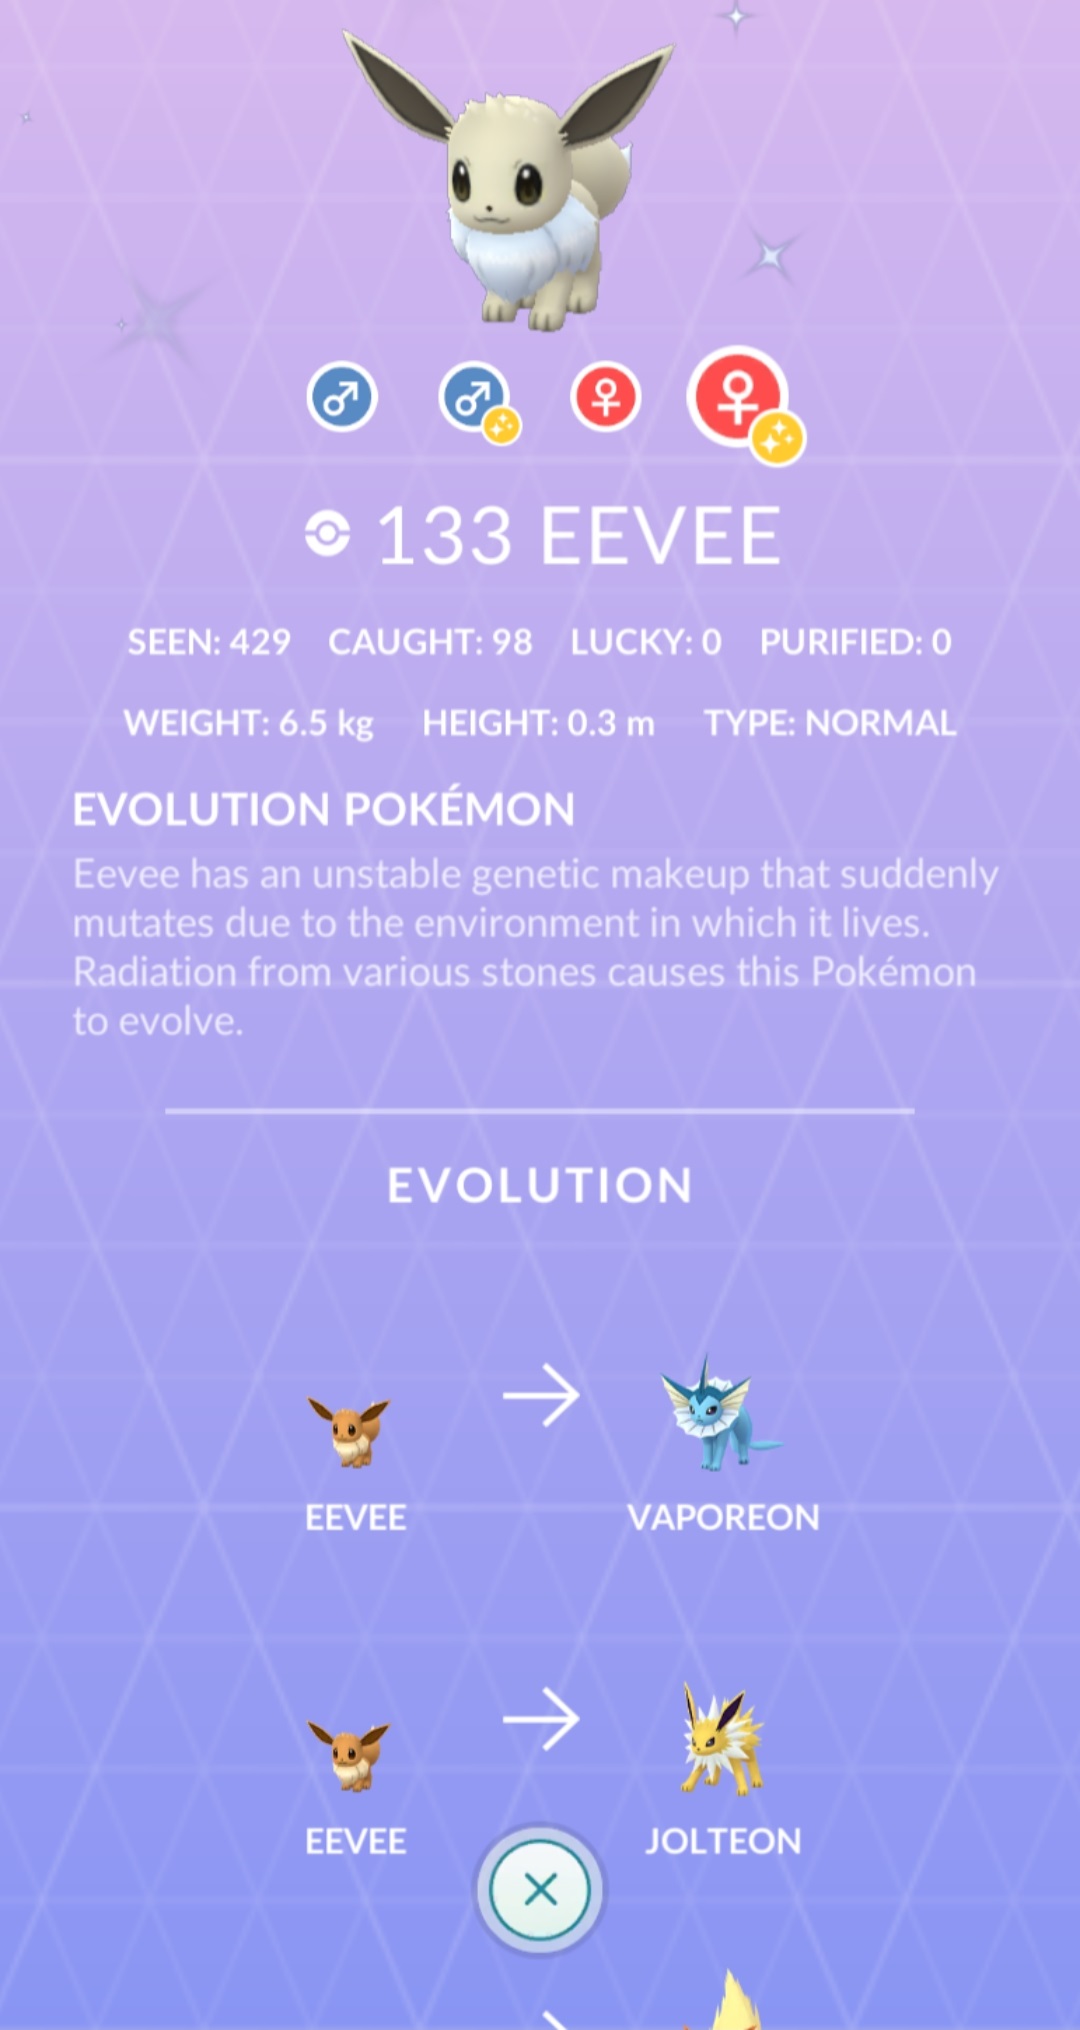 133 EEVEE
SEEN: 429 CAUGHT: 98 LUCKY: 0 PURIFIED: 0
WEIGHT: 6.5 kg HEIGHT: 0.3 m TYPE: NORMAL
EVOLUTION POKÉMON
Eevee has an unstable genetic makeup that suddenly
mutates due to the environment in which it lives.
Radiation from various stones causes this Pokémon
to evolve.
EVOLUTION
EEVEE VAPOREON
EEVEE JOLTEON